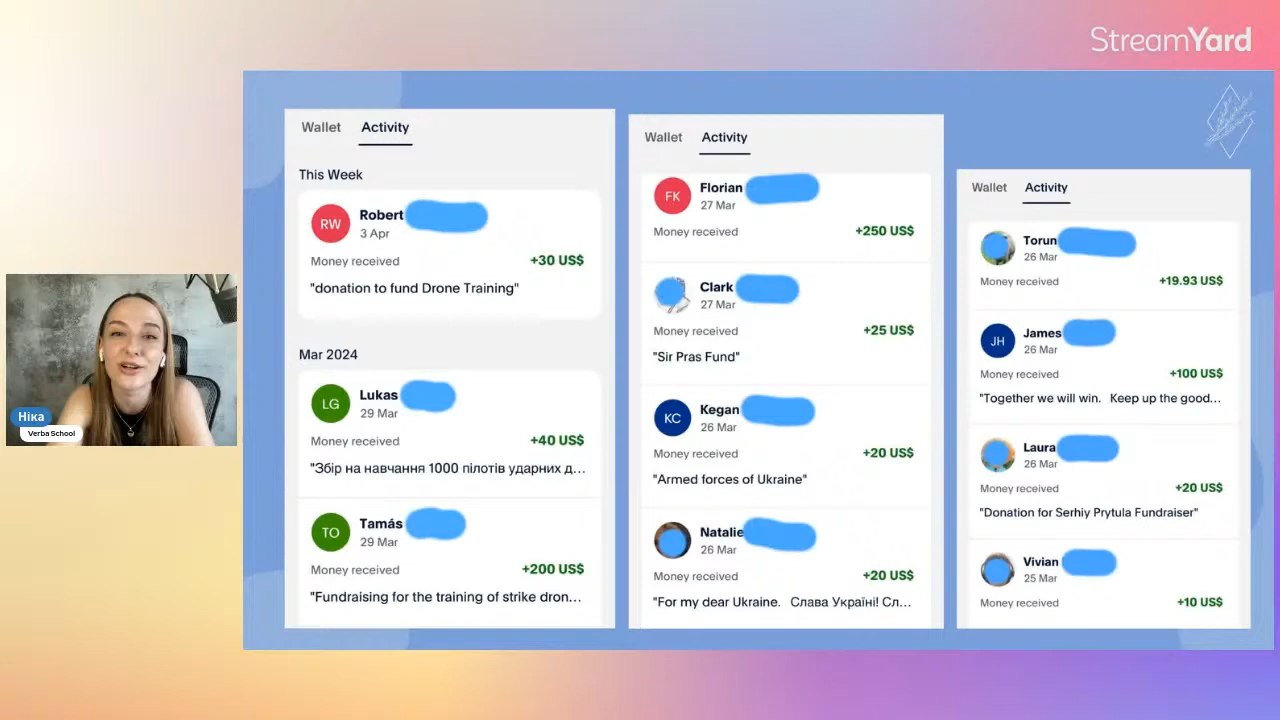 StreamYard
Wallet Activity
This Week
RW
Robert
3 Apr
Money received
+30 US$
"donation to fund Drone Training"
Mar 2024
LG
Lukas
29 Mar
Money received
+40 US$
"Збір на навчання 1000 пілотів ударних д...
TO
Tamás
29 Mar
Money received
+200 US$
"Fundraising for the training of strike dron...
Wallet Activity
FK
Florian
27 Mar
Money received
+250 US$
Clark
27 Mar
Money received
+25 US$
"Sir Pras Fund"
KC
Kegan
26 Mar
Money received
+20 US$
"Armed forces of Ukraine"
Natalie
26 Mar
Money received
+20 US$
"For my dear Ukraine. Слава Україні! Сл...
Wallet Activity
Torun
26 Mar
Money received
+19.93 US$
JH
James
26 Mar
Money received
+100 US$
"Together we will win. Keep up the good...
Laura
26 Mar
Money received
+20 US$
"Donation for Serhiy Prytula Fundraiser"
Vivian
25 Mar
Money received
+10 US$
Ніка
Verba School